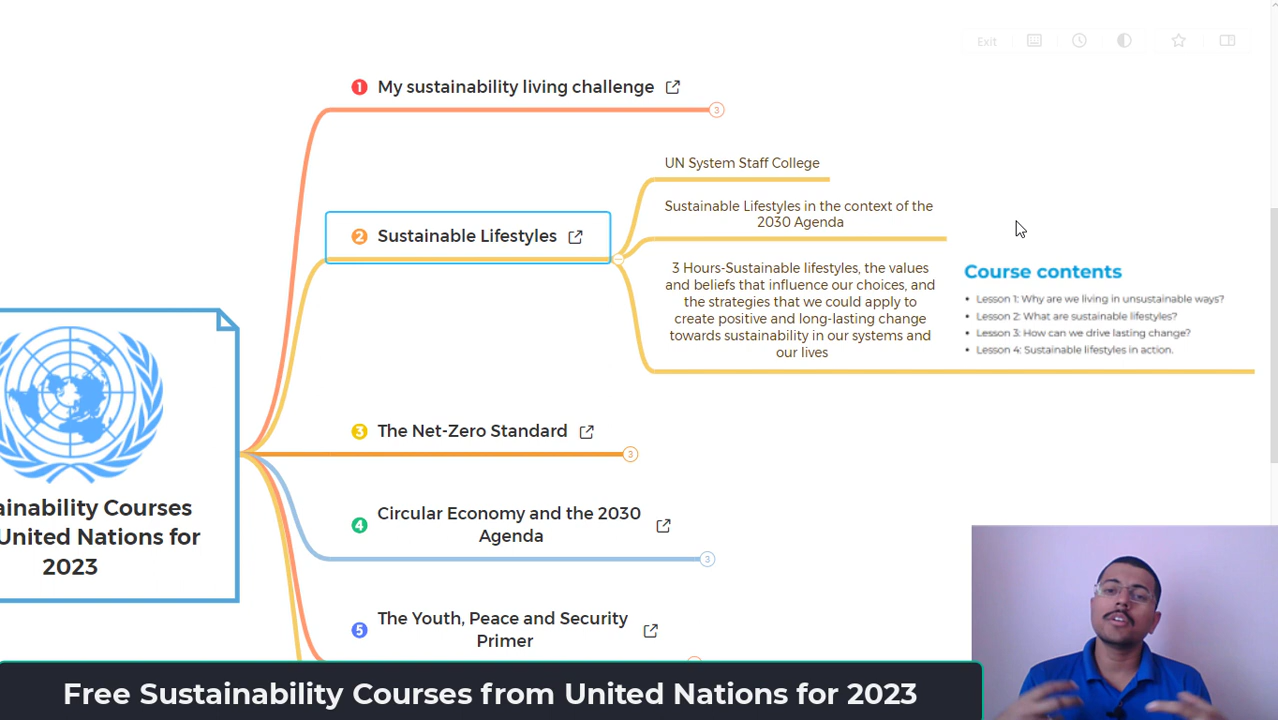 Exit
1 My sustainability living challenge
3
UN System Staff College
Sustainable Lifestyles in the context of the
2030 Agenda
2 Sustainable Lifestyles
3 Hours-Sustainable lifestyles, the values
and beliefs that influence our choices, and
the strategies that we could apply to
create positive and long-lasting change
towards sustainability in our systems and
our lives
Course contents
• Lesson 1: Why are we living in unsustainable ways?
• Lesson 2: What are sustainable lifestyles?
• Lesson 3: How can we drive lasting change?
• Lesson 4: Sustainable lifestyles in action.
3 The Net-Zero Standard
3
ainability Courses
United Nations for
2023
4 Circular Economy and the 2030
Agenda
3
5 The Youth, Peace and Security
Primer
Free Sustainability Courses from United Nations for 2023